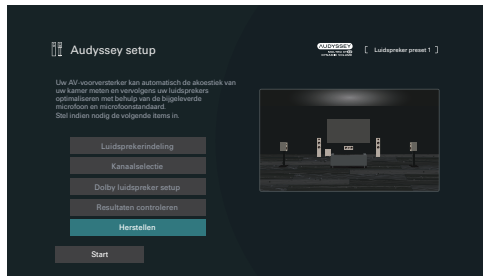 Audyssey setup
AUDYSSEY
[ Luidspreker preset 1 ]
Uw AV-voorversterker kan automatisch de akoestiek van
uw kamer meten en vervolgens uw luidsprekers
optimaliseren met behulp van de bijgeleverde
microfoon en microfoonstandaard.
Stel indien nodig de volgende items in.
Luidsprekerindeling
Kanaalselectie
Dolby luidspreker setup
Resultaten controleren
Herstellen
Start